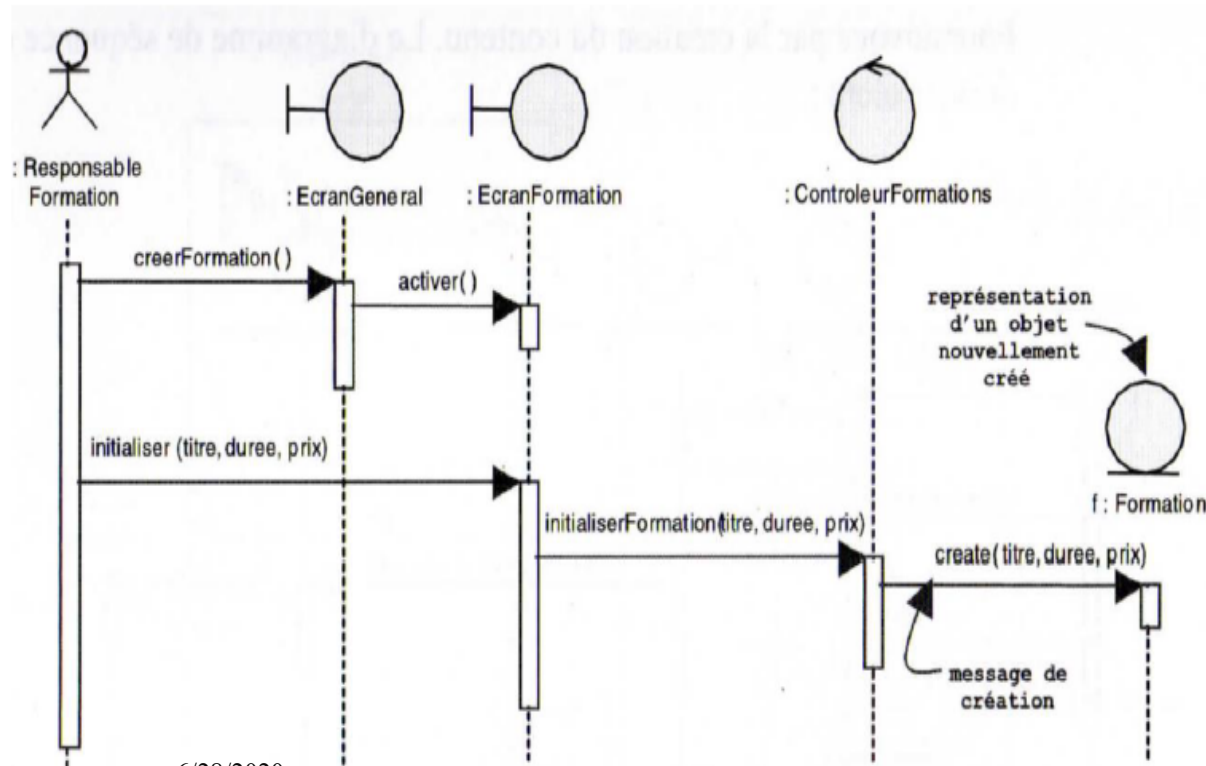 : Responsable
Formation
: EcranGeneral
: EcranFormation
: ControleurFormations
creerFormation( )
activer( )
représentation
d'un objet
nouvellement
créé
initialiser (titre, duree, prix)
f : Formation
initialiserFormation(titre, duree, prix)
create( titre, duree, prix)
message de
création